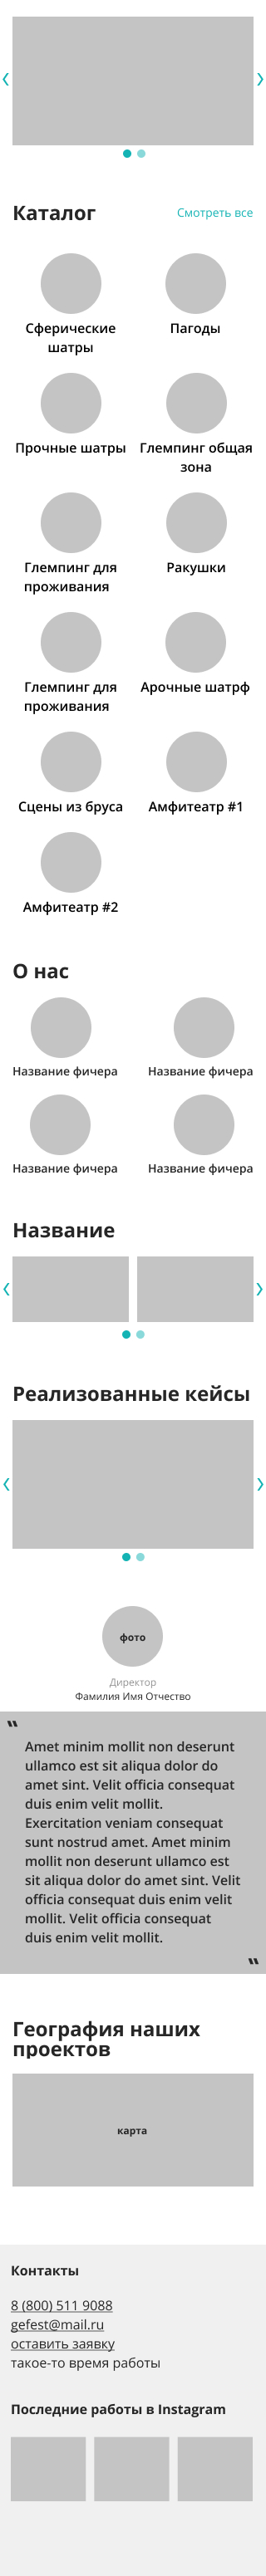 Каталог
Смотреть все
Сферические
шатры
Пагоды
Прочные шатры
Глемпинг общая
зона
Глемпинг для
проживания
Ракушки
Глемпинг для
проживания
Арочные шатрф
Сцены из бруса
Амфитеатр #1
Амфитеатр #2
О нас
Название фичера
Название фичера
Название фичера
Название фичера
Название
Реализованные кейсы
фото
Директор
Фамилия Имя Отчество
"
Amet minim mollit non deserunt
ullamco est sit aliqua dolor do
amet sint. Velit officia consequat
duis enim velit mollit.
Exercitation veniam consequat
sunt nostrud amet. Amet minim
mollit non deserunt ullamco est
sit aliqua dolor do amet sint. Velit
officia consequat duis enim velit
mollit. Velit officia consequat
duis enim velit mollit.
"
География наших
проектов
карта
Контакты
8 (800) 511 9088
gefest@mail.ru
оставить заявку
такое-то время работы
Последние работы в Instagram